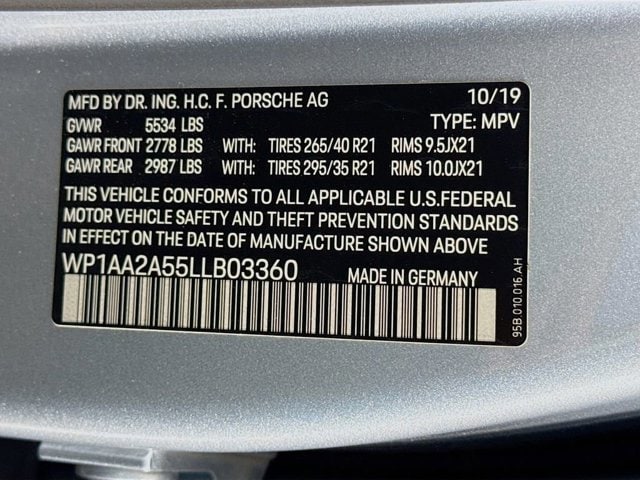 MFD BY DR. ING. H.C. F. PORSCHE AG 10/19
GVWR 5534 LBS TYPE: MPV
GAWR FRONT 2778 LBS WITH: TIRES 265/40 R21 RIMS 9.5JX21
GAWR REAR 2987 LBS WITH: TIRES 295/35 R21 RIMS 10.0JX21
THIS VEHICLE CONFORMS TO ALL APPLICABLE U.S.FEDERAL
MOTOR VEHICLE SAFETY AND THEFT PREVENTION STANDARDS
IN EFFECT ON THE DATE OF MANUFACTURE SHOWN ABOVE
WP1AA2A55LLB03360 MADE IN GERMANY
95B.010.016.AH